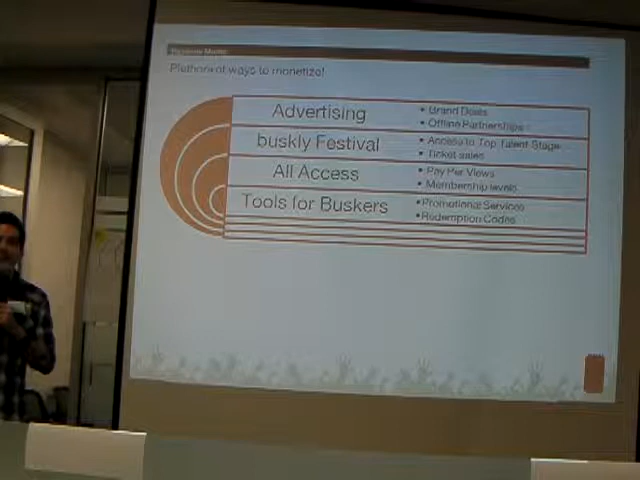 Revenue Model
Plethora of ways to monetize!
Advertising
• Brand Deals
• Offline Partnerships
buskly Festival
• Access to Top Talent Stage
• Ticket sales
All Access
• Pay Per Views
• Membership levels
Tools for Buskers
• Promotional Services
• Redemption Codes